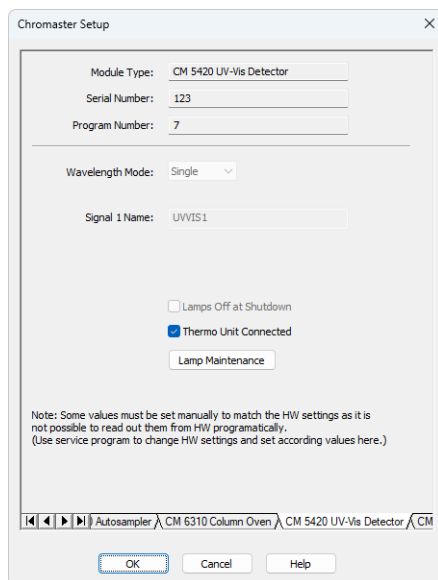 Chromaster Setup
Module Type: CM 5420 UV-Vis Detector
Serial Number: 123
Program Number: 7
Wavelength Mode: Single
Signal 1 Name: UVVIS1
Lamps Off at Shutdown
Thermo Unit Connected
Lamp Maintenance
Note: Some values must be set manually to match the HW settings as it is
not possible to read out them from HW programatically.
(Use service program to change HW settings and set according values here.)
Autosampler CM 6310 Column Oven CM 5420 UV-Vis Detector CM
OK Cancel Help